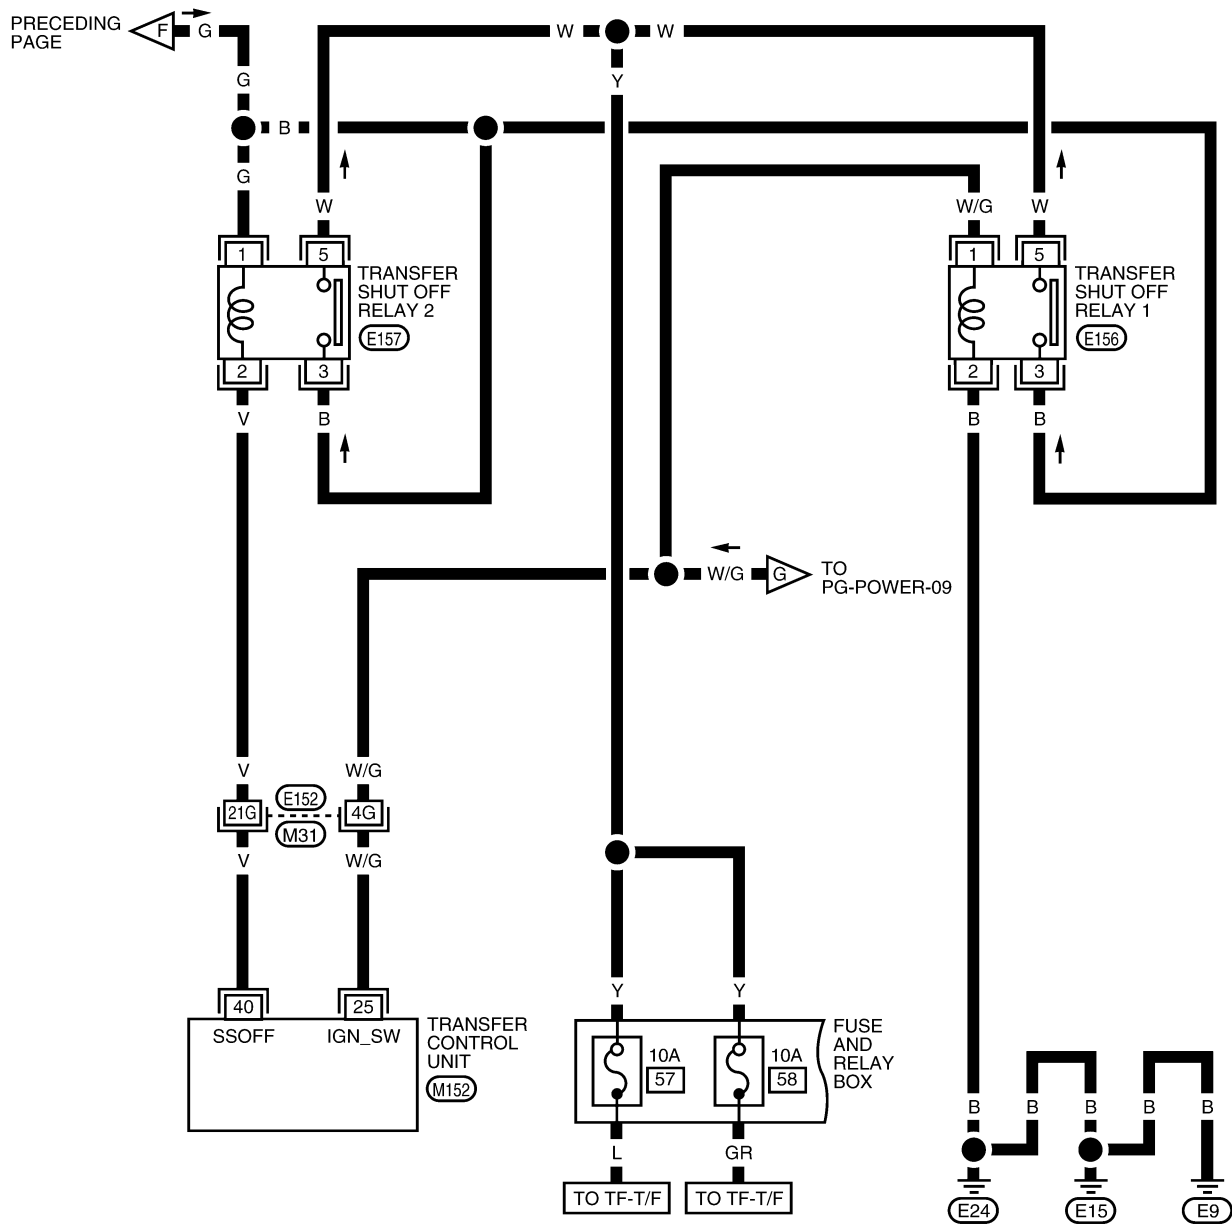 PRECEDING
PAGE
F
G
W
W
Y
G
B
G
W
W/G
W
1
5
TRANSFER
SHUT OFF
RELAY 2
E157
2
3
V
B
1
5
TRANSFER
SHUT OFF
RELAY 1
E156
2
3
B
B
W/G
G
TO
PG-POWER-09
V
W/G
21G
E152
M31
4G
V
W/G
40
25
SSOFF
IGN_SW
TRANSFER
CONTROL
UNIT
M152
Y
Y
10A
57
10A
58
FUSE
AND
RELAY
BOX
L
GR
TO TF-T/F
TO TF-T/F
B
B
B
B
B
E24
E15
E9